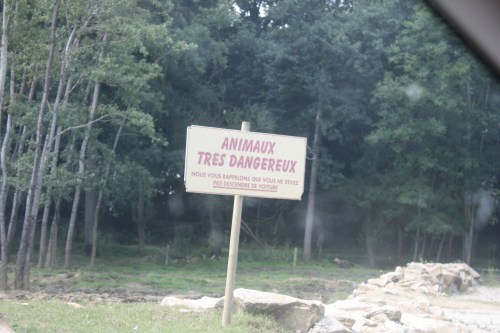 ANIMAUX
TRES DANGEREUX
NOUS VOUS RAPPELONS QUE VOUS NE DEVEZ
PAS DESCENDRE DE VOITURE